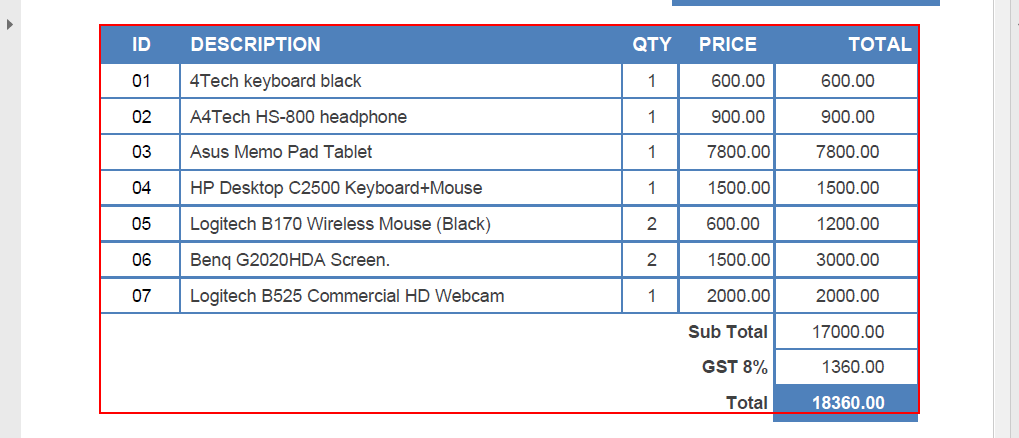 ID DESCRIPTION QTY PRICE TOTAL
01 4Tech keyboard black 1 600.00 600.00
02 A4Tech HS-800 headphone 1 900.00 900.00
03 Asus Memo Pad Tablet 1 7800.00 7800.00
04 HP Desktop C2500 Keyboard+Mouse 1 1500.00 1500.00
05 Logitech B170 Wireless Mouse (Black) 2 600.00 1200.00
06 Benq G2020HDA Screen. 2 1500.00 3000.00
07 Logitech B525 Commercial HD Webcam 1 2000.00 2000.00
Sub Total 17000.00
GST 8% 1360.00
Total 18360.00